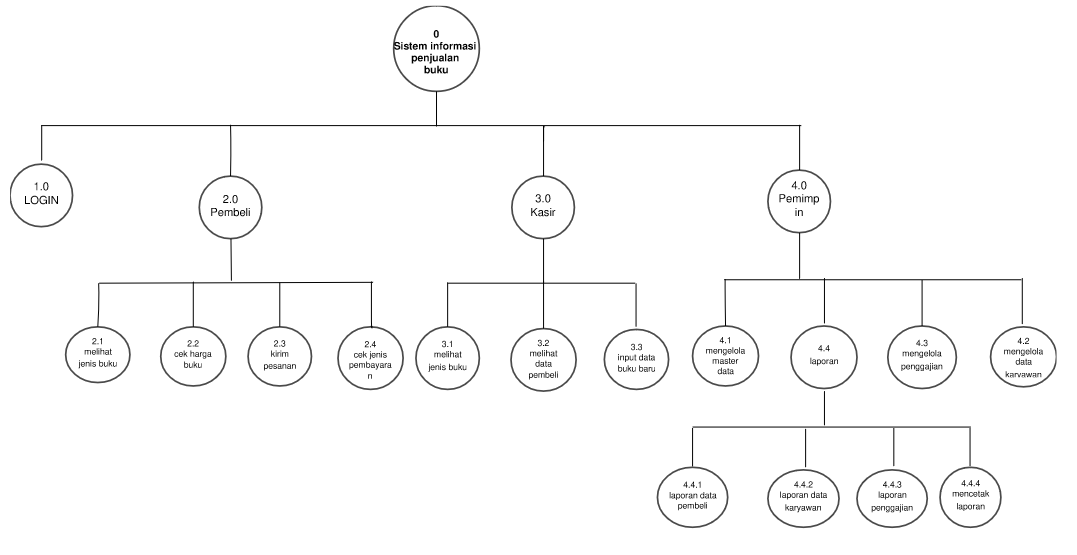 0
Sistem informasi
penjualan
buku
1.0
LOGIN
2.0
Pembeli
3.0
Kasir
4.0
Pemimp
in
2.1
melihat
jenis buku
2.2
cek harga
buku
2.3
kirim
pesanan
2.4
cek jenis
pembayara
n
3.1
melihat
jenis buku
3.2
melihat
data
pembeli
3.3
input data
buku baru
4.1
mengelola
master
data
4.4
laporan
4.3
mengelola
penggajian
4.2
mengelola
data
karyawan
4.4.1
laporan data
pembeli
4.4.2
laporan data
karyawan
4.4.3
laporan
penggajian
4.4.4
mencetak
laporan